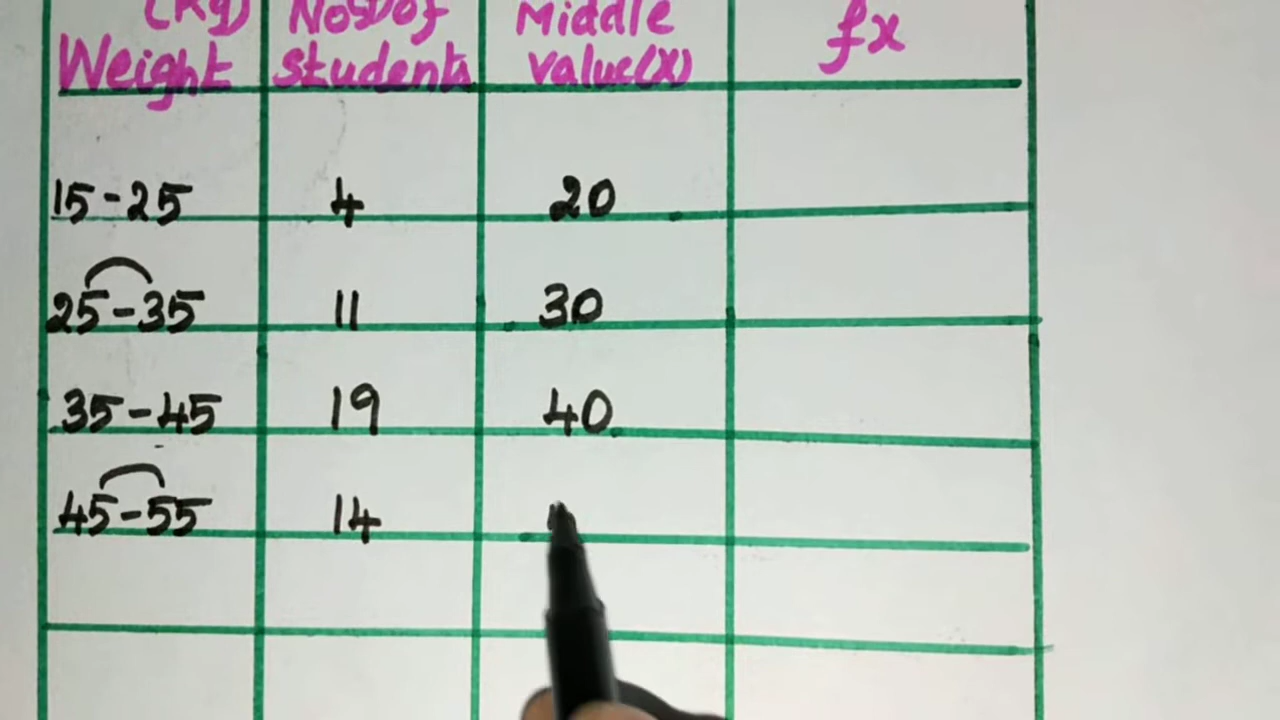 (Kg) Nos. of Middle
Weight students value(x) fx
15-25 4 20
25-35 11 30
35-45 19 40
45-55 14